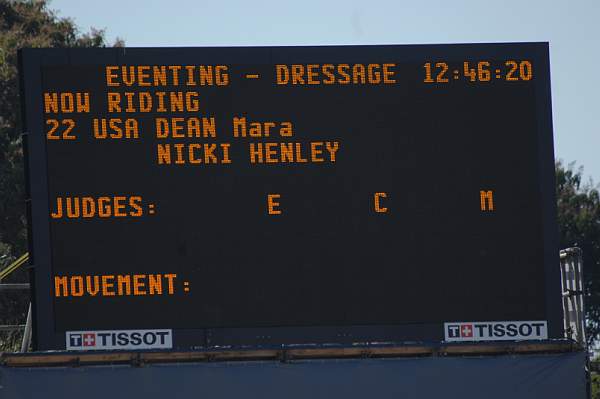 EVENTING - DRESSAGE 12:46:20
NOW RIDING
22 USA DEAN Mara
NICKI HENLEY
JUDGES: E C M
MOVEMENT:
T+ TISSOT T+ TISSOT